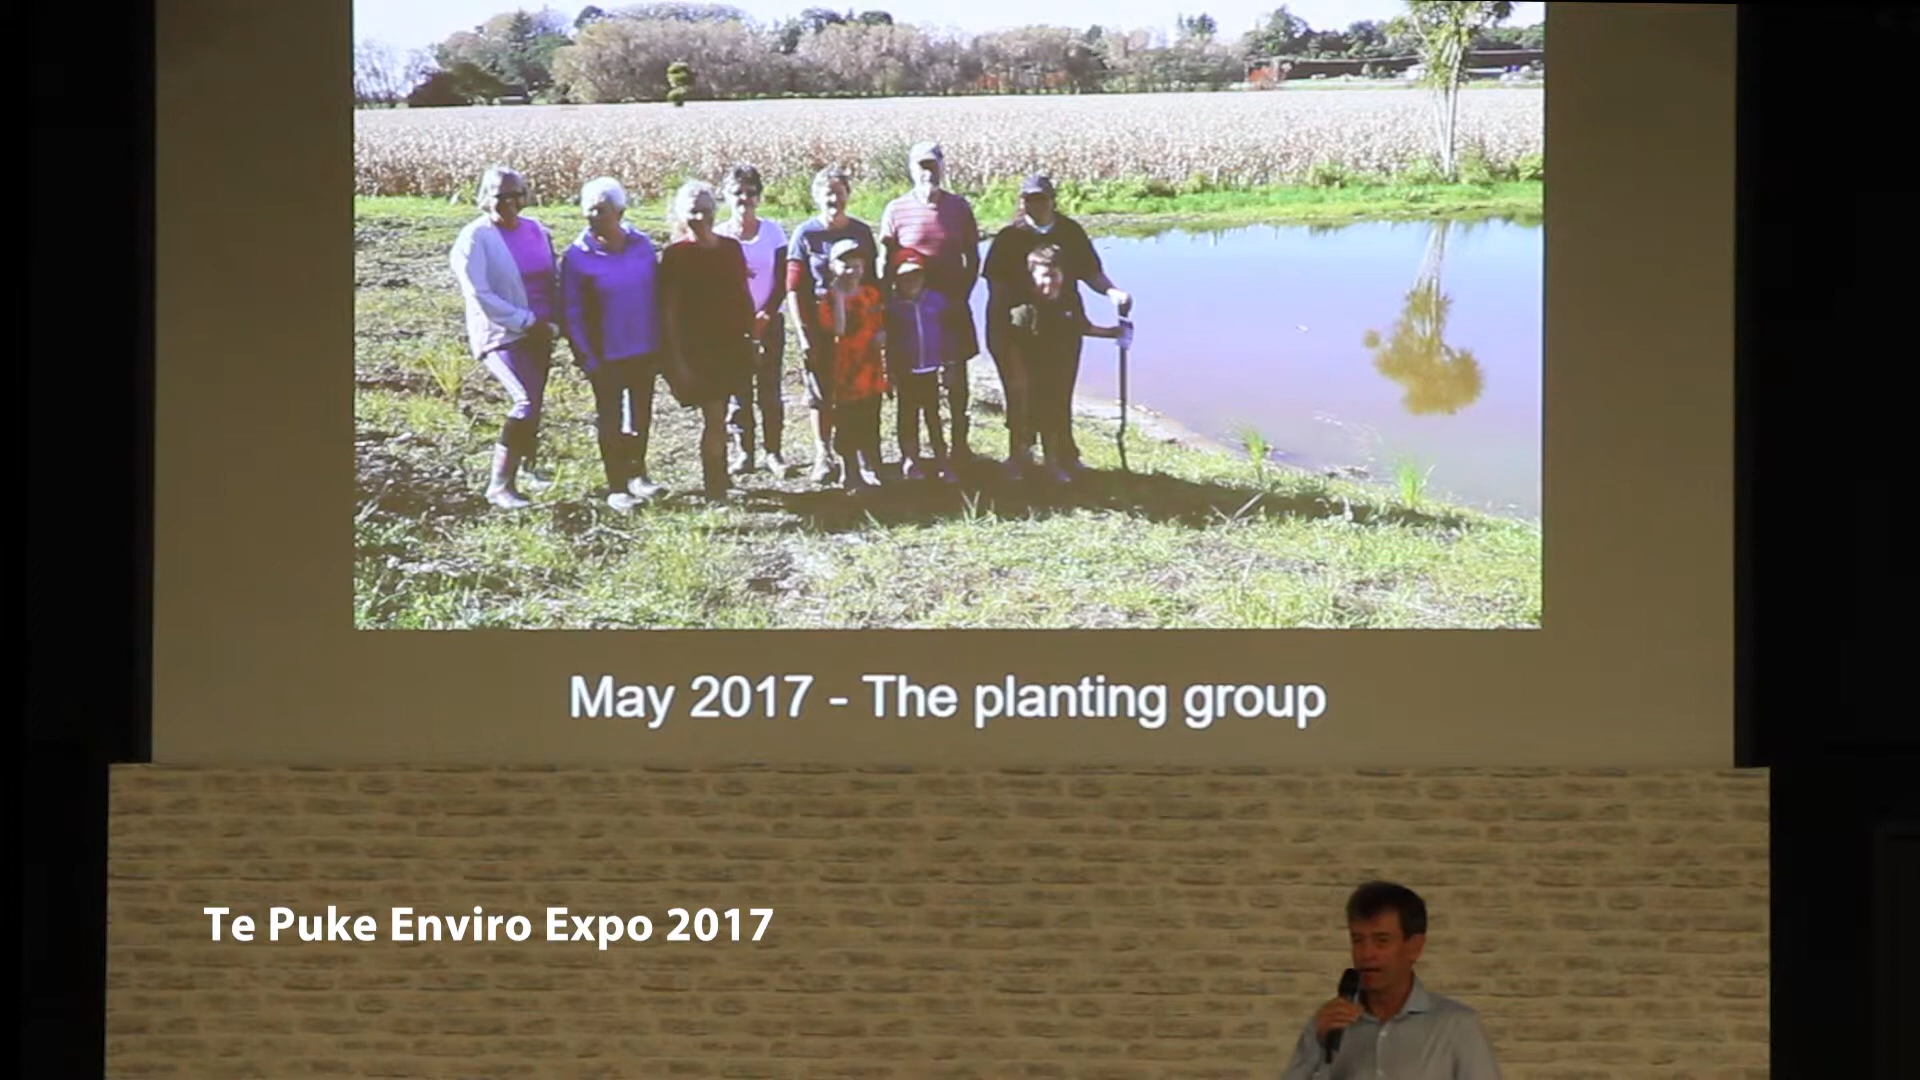 May 2017 - The planting group
Te Puke Enviro Expo 2017